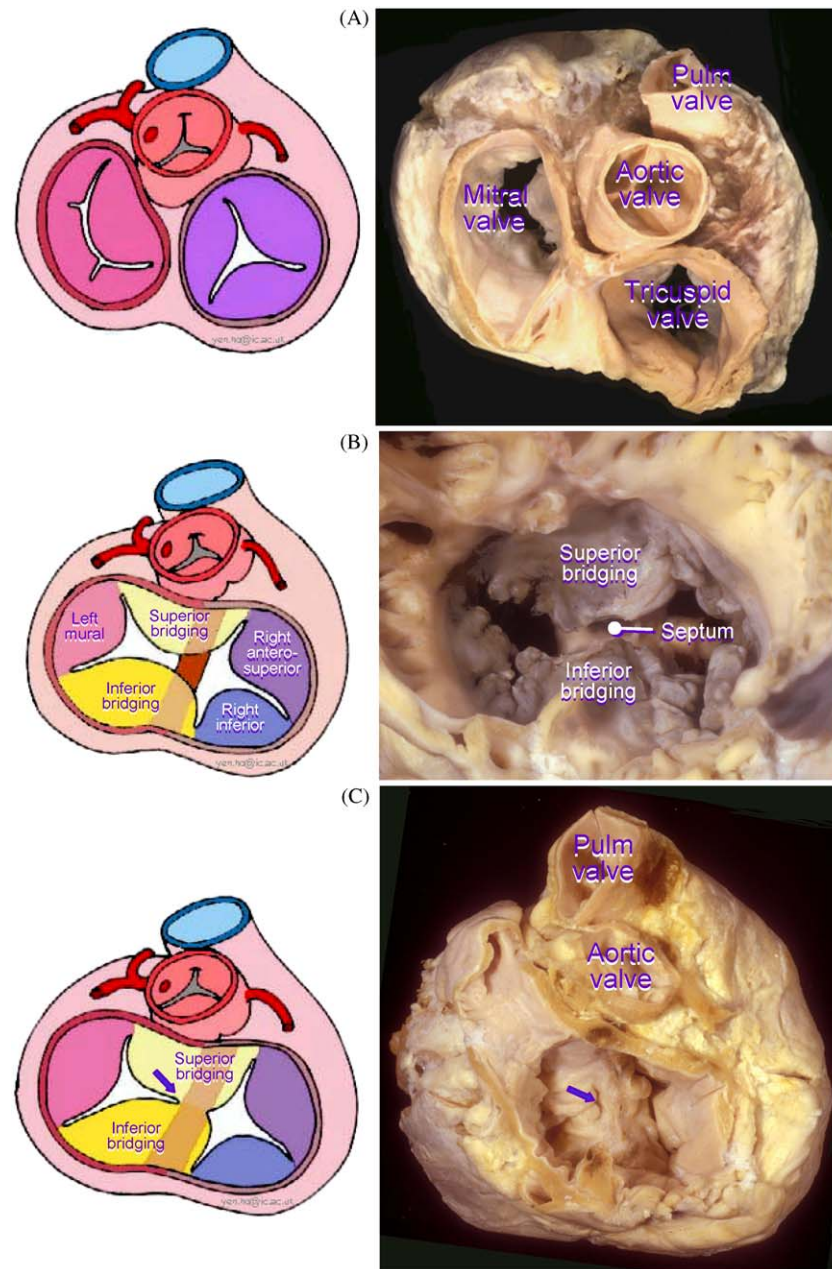 (A)
Pulm
valve
Aortic
valve
Mitral
valve
Tricuspid
valve
yen.ho@ic.ac.uk
(B)
Left
mural
Superior
bridging
Right
antero-
superior
Inferior
bridging
Right
inferior
yen.ho@ic.ac.uk
Superior
bridging
Septum
Inferior
bridging
(C)
Superior
bridging
Inferior
bridging
yen.ho@ic.ac.uk
Pulm
valve
Aortic
valve